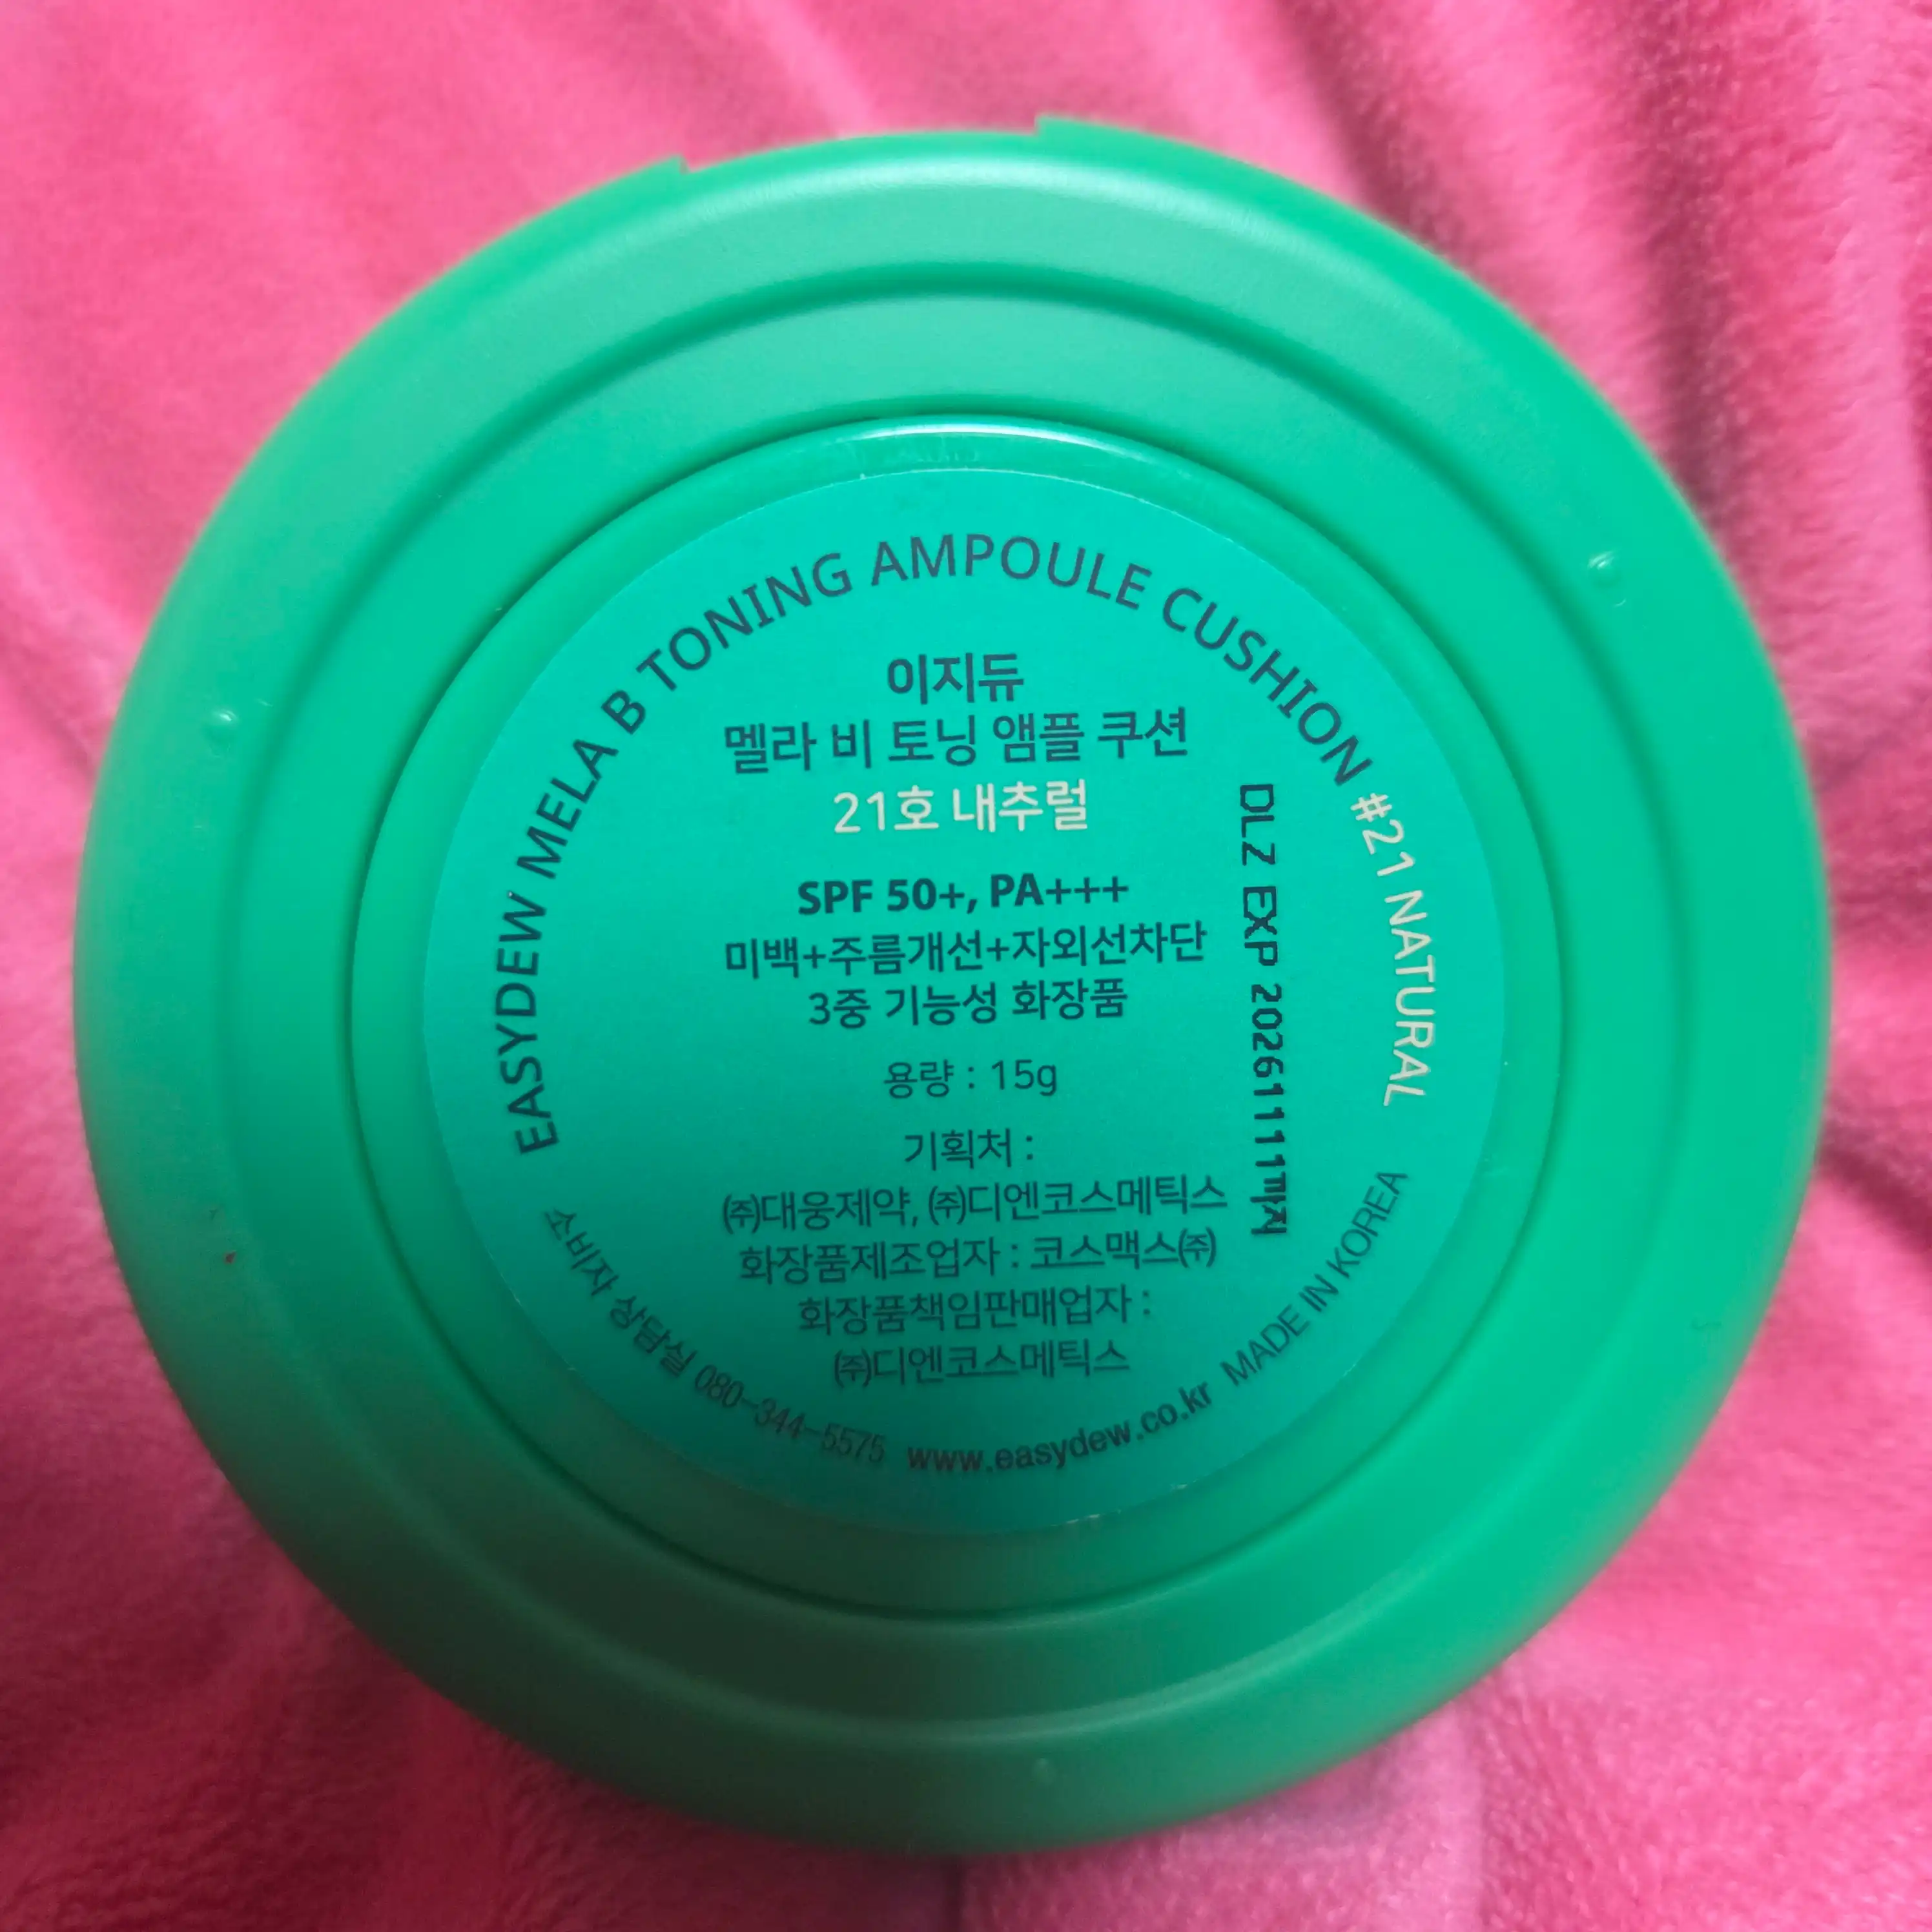 EASYDEW MELA B TONING AMPOULE CUSHION #21 NATURAL
이지듀
멜라 비 토닝 앰플 쿠션
21호 내추럴
SPF 50+, PA+++
미백+주름개선+자외선차단
3중 기능성 화장품
용량 : 15g
기획처 :
㈜대웅제약, ㈜디엔코스메틱스
화장품제조업자 : 코스맥스㈜
화장품책임판매업자 :
㈜디엔코스메틱스
DLZ EXP 20261111까지
소비자 상담실 080-344-5575 www.easydew.co.kr MADE IN KOREA